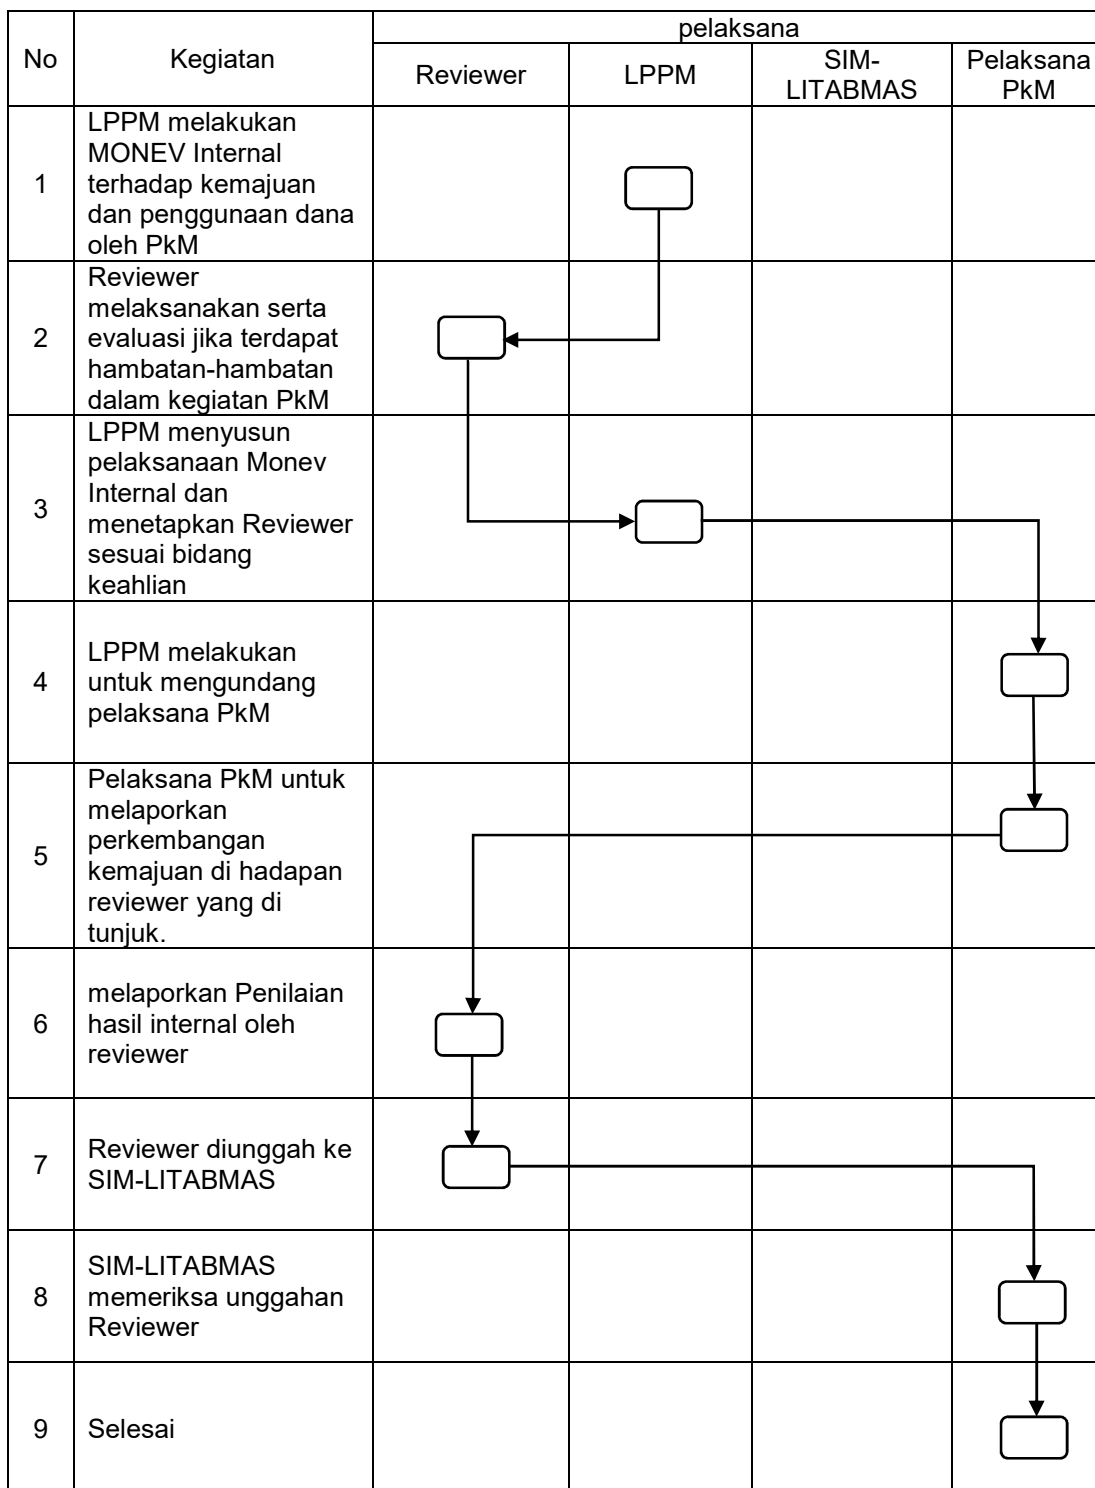 No
Kegiatan
pelaksana
Reviewer
LPPM
SIM-
LITABMAS
Pelaksana
PkM
1
LPPM melakukan
MONEV Internal
terhadap kemajuan
dan penggunaan dana
oleh PkM
2
Reviewer
melaksanakan serta
evaluasi jika terdapat
hambatan-hambatan
dalam kegiatan PkM
3
LPPM menyusun
pelaksanaan Monev
Internal dan
menetapkan Reviewer
sesuai bidang
keahlian
4
LPPM melakukan
untuk mengundang
pelaksana PkM
5
Pelaksana PkM untuk
melaporkan
perkembangan
kemajuan di hadapan
reviewer yang di
tunjuk.
6
melaporkan Penilaian
hasil internal oleh
reviewer
7
Reviewer diunggah ke
SIM-LITABMAS
8
SIM-LITABMAS
memeriksa unggahan
Reviewer
9
Selesai